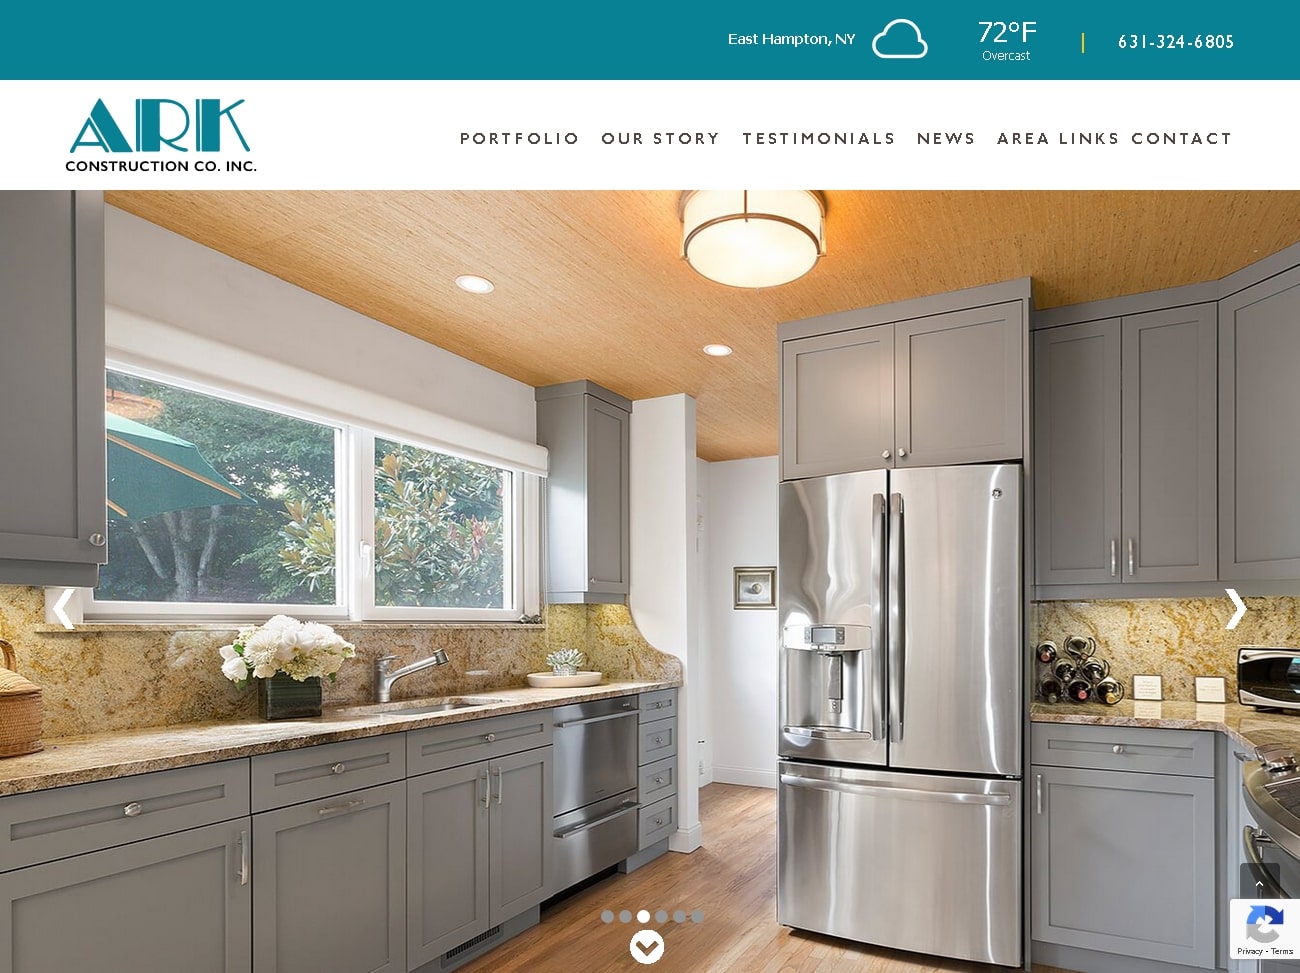 East Hampton, NY
72°F
Overcast
631-324-6805
ARK
CONSTRUCTION CO. INC.
PORTFOLIO OUR STORY TESTIMONIALS NEWS AREA LINKS CONTACT
Privacy - Terms